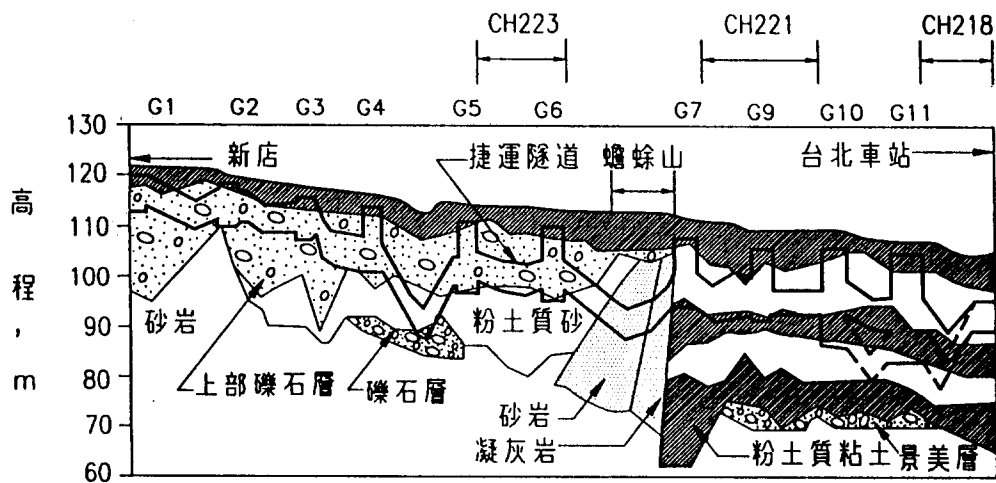 CH223 CH221 CH218
G1 G2 G3 G4 G5 G6 G7 G9 G10 G11
130
120
110
100
90
80
70
60
高程，m
新店
捷運隧道
蟾蜍山
台北車站
砂岩
粉土質砂
上部礫石層
礫石層
砂岩
凝灰岩
粉土質粘土
景美層